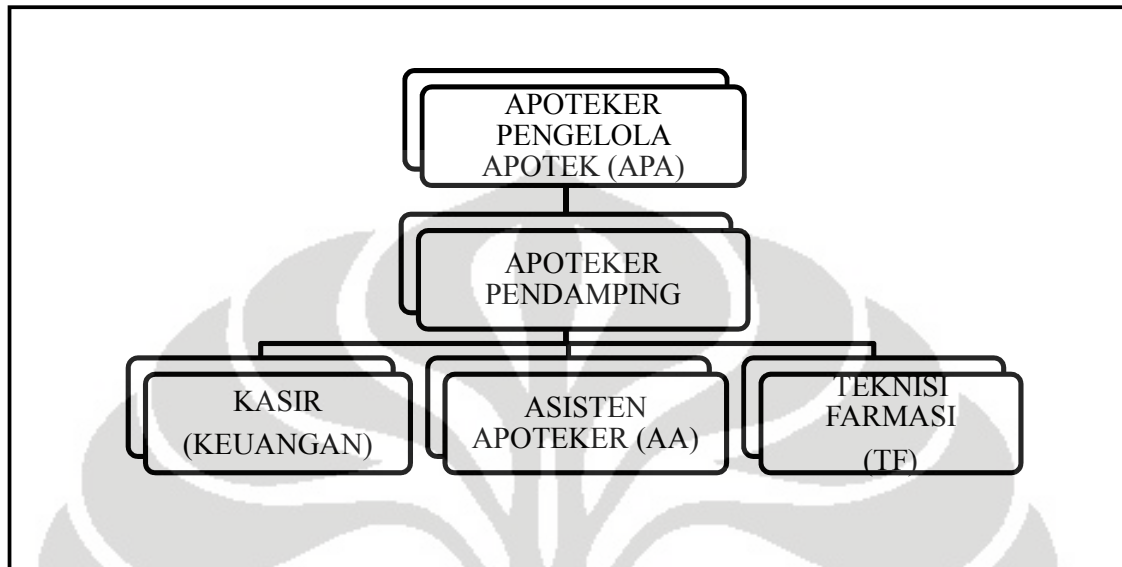 APOTEKER
PENGELOLA
APOTEK (APA)
APOTEKER
PENDAMPING
KASIR
(KEUANGAN)
ASISTEN
APOTEKER (AA)
TEKNISI
FARMASI
(TF)